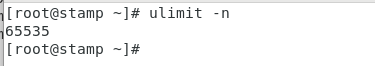 [root@stamp ~]# ulimit -n
65535
[root@stamp ~]#